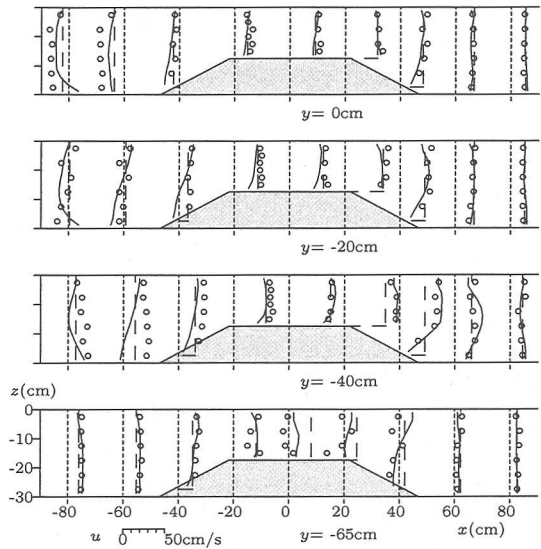 y= 0cm
y= -20cm
y= -40cm
z(cm)
0
-10
-20
-30
-80 -60 -40 -20 0 20 40 60 80
u 0 50cm/s y= -65cm x(cm)